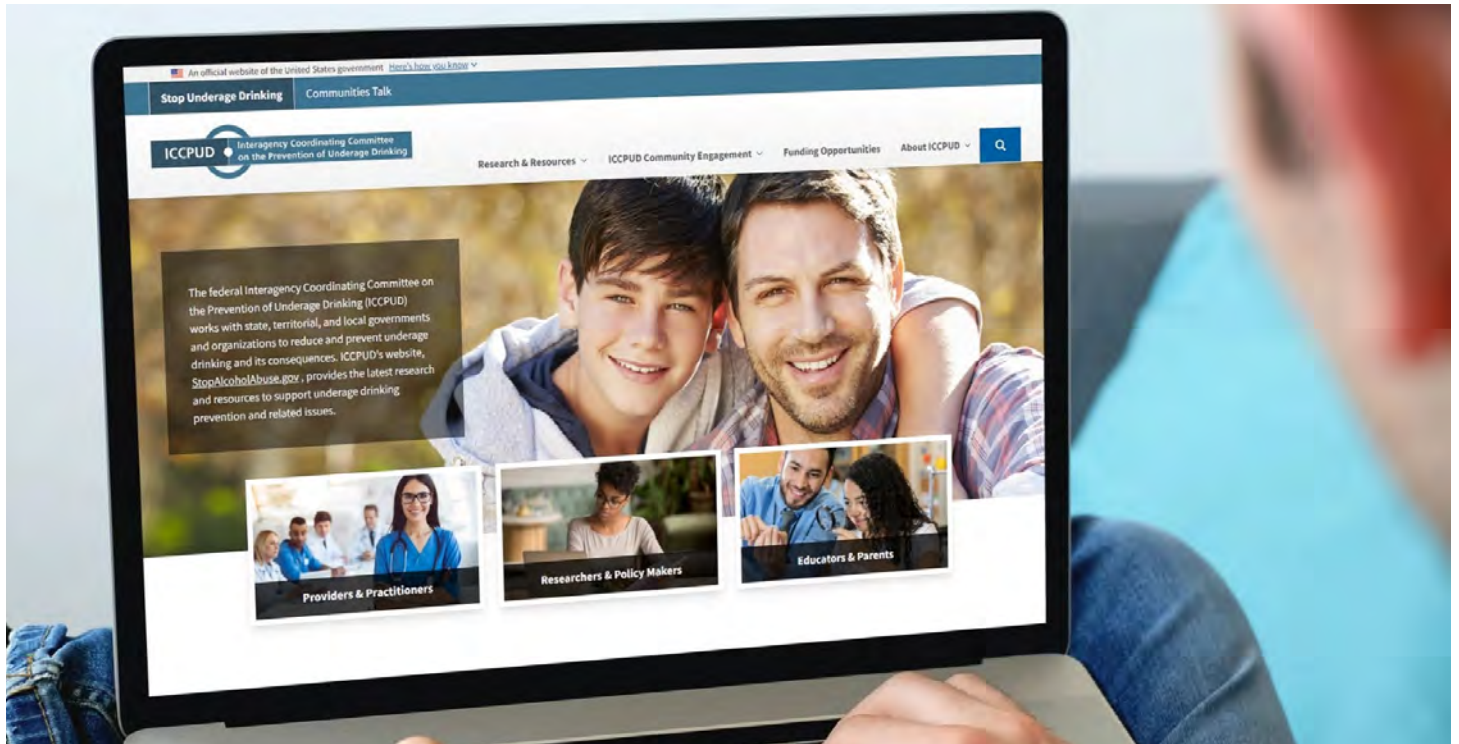 An official website of the United States government Here's how you know
Stop Underage Drinking Communities Talk
ICCPUD
Interagency Coordinating Committee
on the Prevention of Underage Drinking
Research & Resources ICCPUD Community Engagement Funding Opportunities About ICCPUD
The federal Interagency Coordinating Committee on
the Prevention of Underage Drinking (ICCPUD)
works with state, territorial, and local governments
and organizations to reduce and prevent underage
drinking and its consequences. ICCPUD's website,
StopAlcoholAbuse.gov , provides the latest research
and resources to support underage drinking
prevention and related issues.
Providers & Practitioners
Researchers & Policy Makers
Educators & Parents